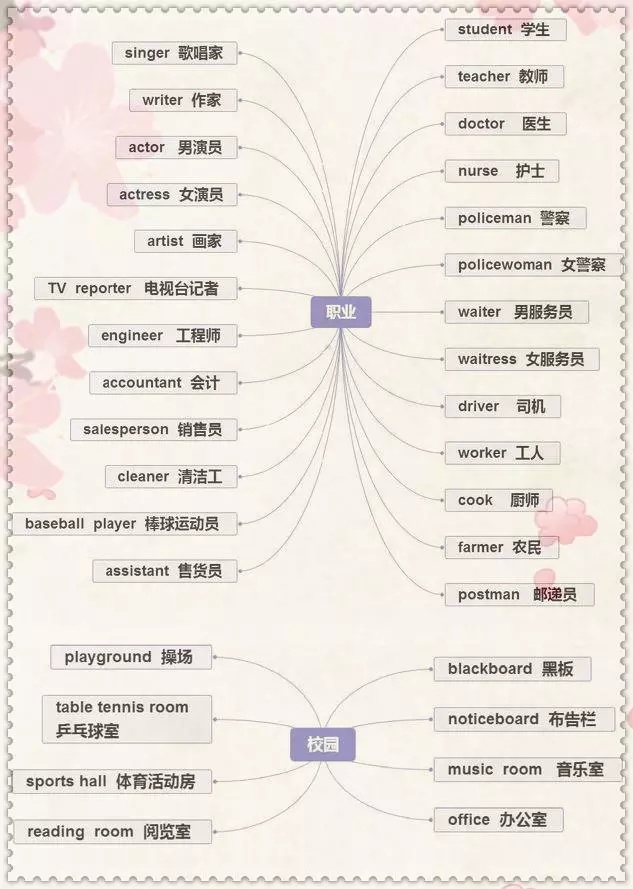 singer 歌唱家
writer 作家
actor 男演员
actress 女演员
artist 画家
TV reporter 电视台记者
engineer 工程师
accountant 会计
salesperson 销售员
cleaner 清洁工
baseball player 棒球运动员
assistant 售货员
职业
student 学生
teacher 教师
doctor 医生
nurse 护士
policeman 警察
policewoman 女警察
waiter 男服务员
waitress 女服务员
driver 司机
worker 工人
cook 厨师
farmer 农民
postman 邮递员
playground 操场
table tennis room
乒乓球室
sports hall 体育活动房
reading room 阅览室
校园
blackboard 黑板
noticeboard 布告栏
music room 音乐室
office 办公室